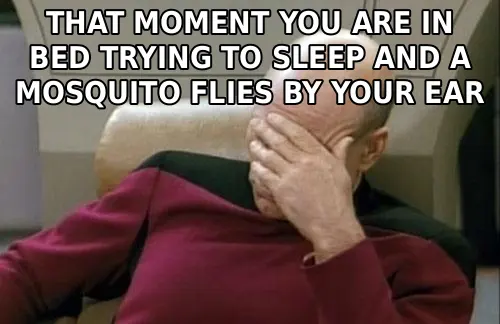 THAT MOMENT YOU ARE IN
BED TRYING TO SLEEP AND A
MOSQUITO FLIES BY YOUR EAR